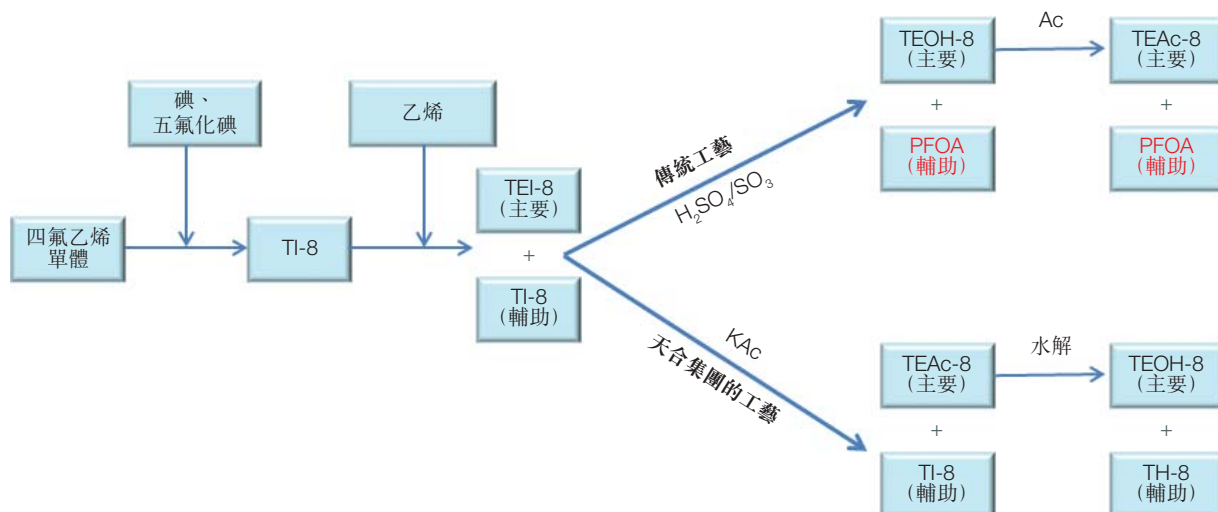 碘、
五氟化碘
乙烯
四氟乙烯
單體
TI-8
TEI-8
(主要)
+
TI-8
(輔助)
傳統工藝
H₂SO₄/SO₃
TEOH-8
(主要)
+
PFOA
(輔助)
Ac
TEAc-8
(主要)
+
PFOA
(輔助)
KAc
天合集團的工藝
TEAc-8
(主要)
+
TI-8
(輔助)
水解
TEOH-8
(主要)
+
TH-8
(輔助)